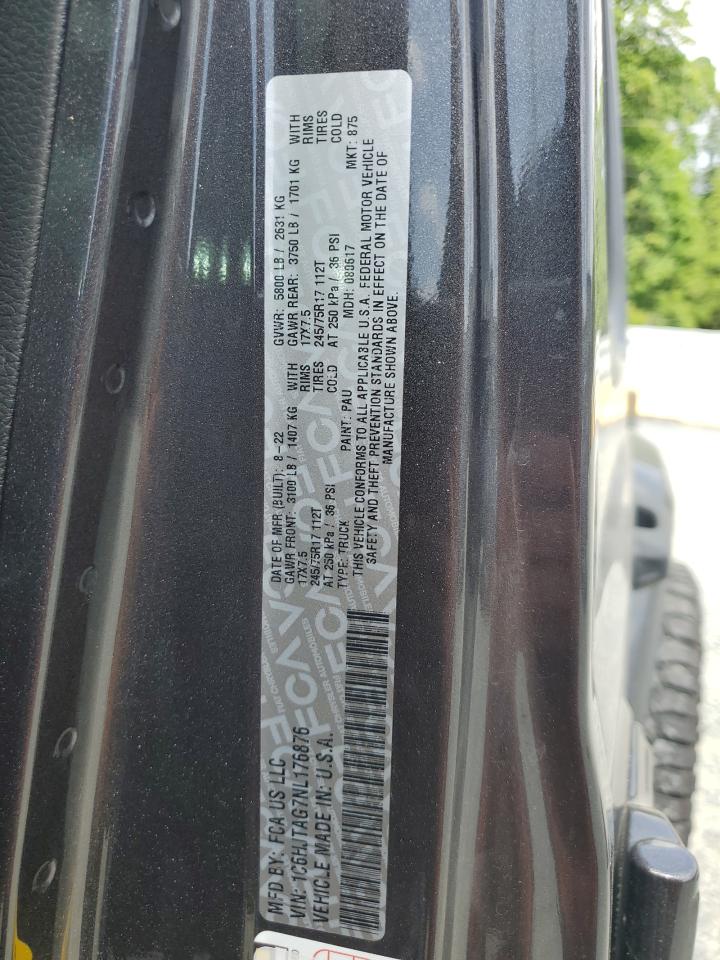 MFD BY: FCA US LLC
DATE OF MFR (BUILT): 8-22
GVWR: 5800 LB / 2631 KG
GAWR FRONT: 3100 LB / 1407 KG WITH
GAWR REAR: 3750 LB / 1701 KG WITH
17X7.5 RIMS
17X7.5 RIMS
245/75R17 112T TIRES
245/75R17 112T TIRES
AT 250 kPa / 36 PSI COLD
AT 250 kPa / 36 PSI COLD
VIN: 1C6HJTAG7NL176876
TYPE: TRUCK
PAINT: PAU
MDH: 080617
MKT: 875
VEHICLE MADE IN: U.S.A.
THIS VEHICLE CONFORMS TO ALL APPLICABLE U.S.A. FEDERAL MOTOR VEHICLE
SAFETY AND THEFT PREVENTION STANDARDS IN EFFECT ON THE DATE OF
MANUFACTURE SHOWN ABOVE.